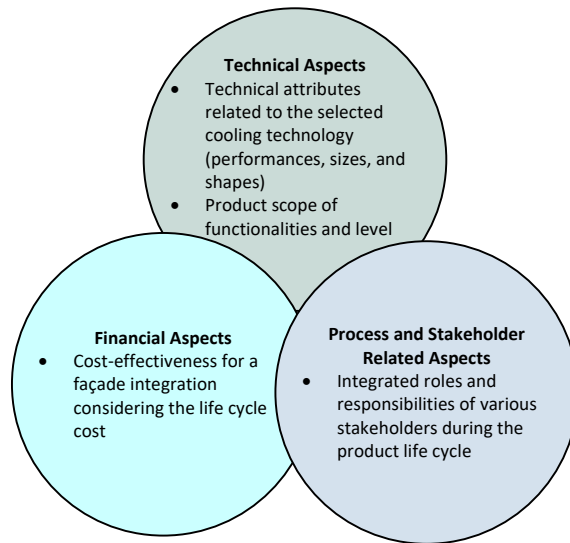 Technical Aspects
• Technical attributes
related to the selected
cooling technology
(performances, sizes, and
shapes)
• Product scope of
functionalities and level
Financial Aspects
• Cost-effectiveness for a
façade integration
considering the life cycle
cost
Process and Stakeholder
Related Aspects
• Integrated roles and
responsibilities of various
stakeholders during the
product life cycle